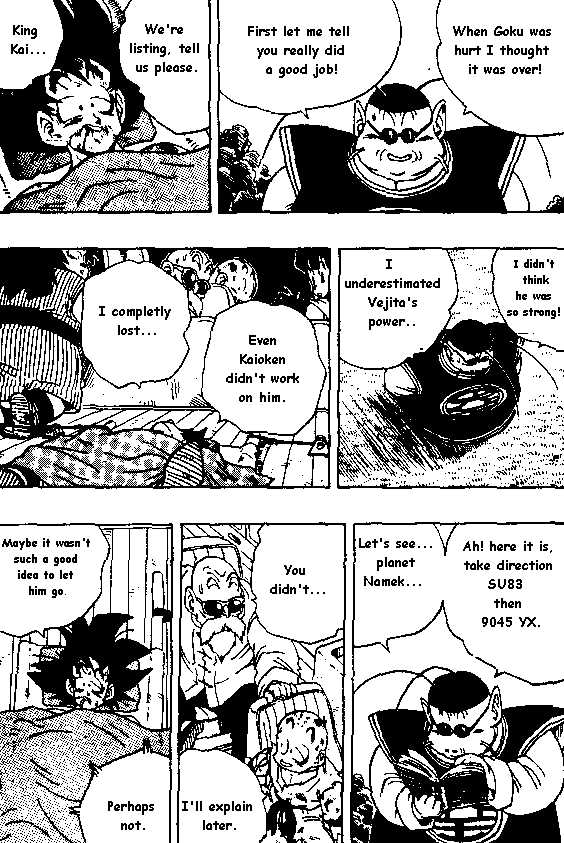 King
Kai...
We're
listing, tell
us please.
First let me tell
you really did
a good job!
When Goku was
hurt I thought
it was over!
I completly
lost...
Even
Kaioken
didn't work
on him.
I
underestimated
Vejita's
power..
I didn't
think
he was
so strong!
Maybe it wasn't
such a good
idea to let
him go.
Perhaps
not.
You
didn't...
I'll explain
later.
Let's see...
planet
Namek...
Ah! here it is,
take direction
SU83
then
9045 YX.